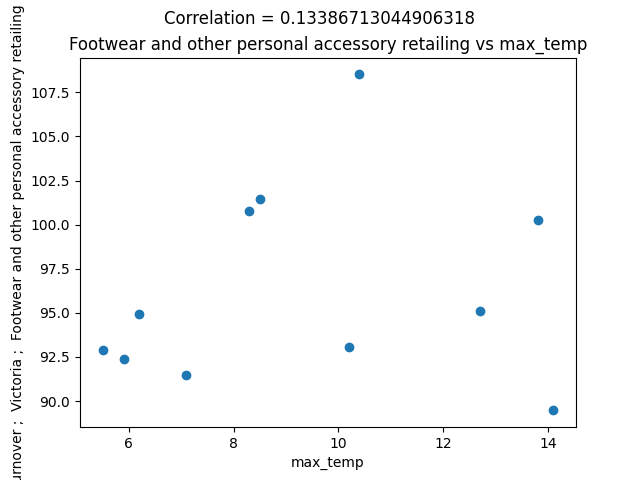 Correlation = 0.13386713044906318
Footwear and other personal accessory retailing vs max_temp
urnover ;  Victoria ;  Footwear and other personal accessory retailing
107.5
105.0
102.5
100.0
97.5
95.0
92.5
90.0
6 8 10 12 14
max_temp